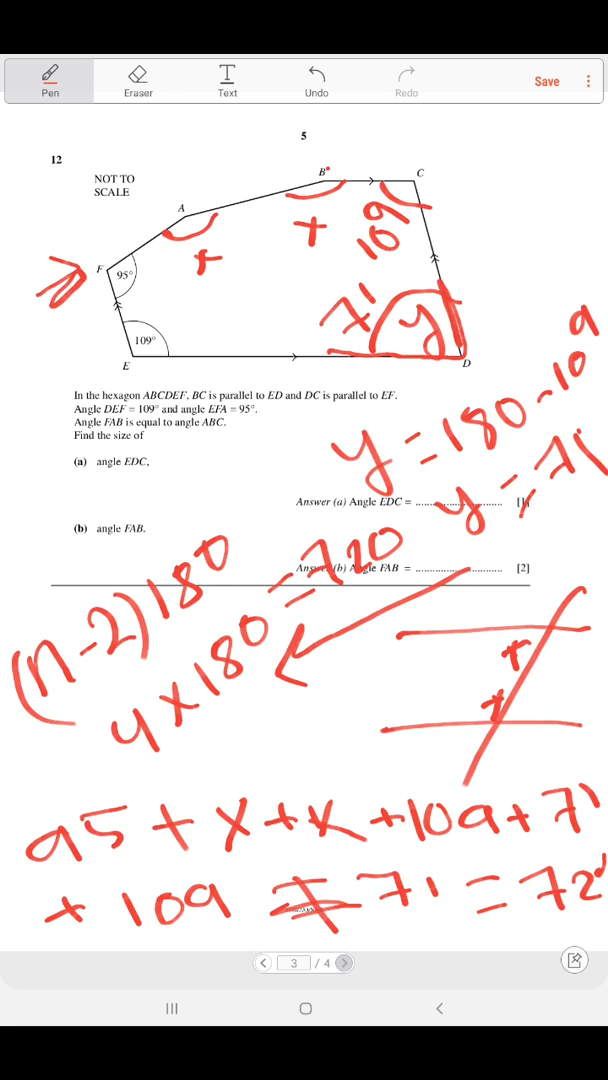 Pen
Eraser
Text
Undo
Redo
Save
5
12
NOT TO
SCALE
A
B
C
F
95°
109°
E
D
x
x
109
71
y
In the hexagon ABCDEF, BC is parallel to ED and DC is parallel to EF.
Angle DEF = 109° and angle EFA = 95°.
Angle FAB is equal to angle ABC.
Find the size of
(a) angle EDC,
y = 180 - 109
Answer (a) Angle EDC = .......................... [1]
y = 71
(b) angle FAB.
Answer (b) Angle FAB = .......................... [2]
(n-2)180
4x180 = 720
95 + x + x + 109 + 71
+ 109 71 = 720
3 / 4